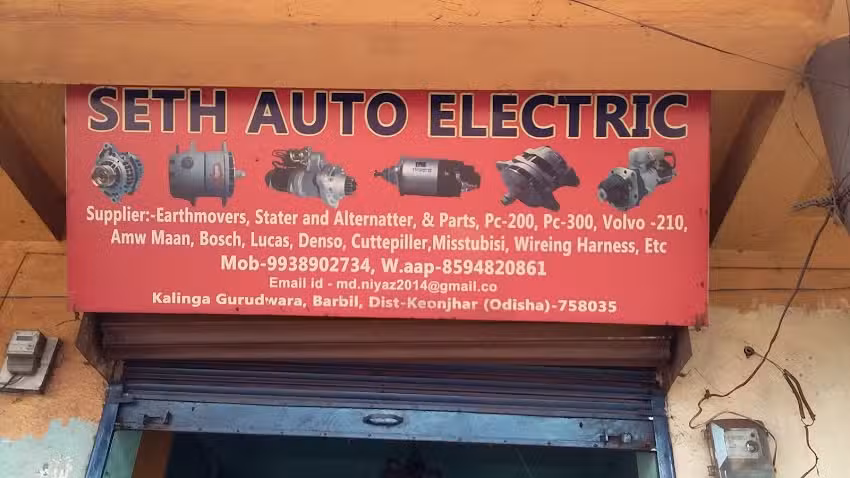 SETH AUTO ELECTRIC
Supplier:-Earthmovers, Stater and Alternatter, & Parts, Pc-200, Pc-300, Volvo -210,
Amw Maan, Bosch, Lucas, Denso, Cuttepiller,Misstubisi, Wireing Harness, Etc
Mob-9938902734, W.aap-8594820861
Email id - md.niyaz2014@gmail.co
Kalinga Gurudwara, Barbil, Dist-Keonjhar (Odisha)-758035